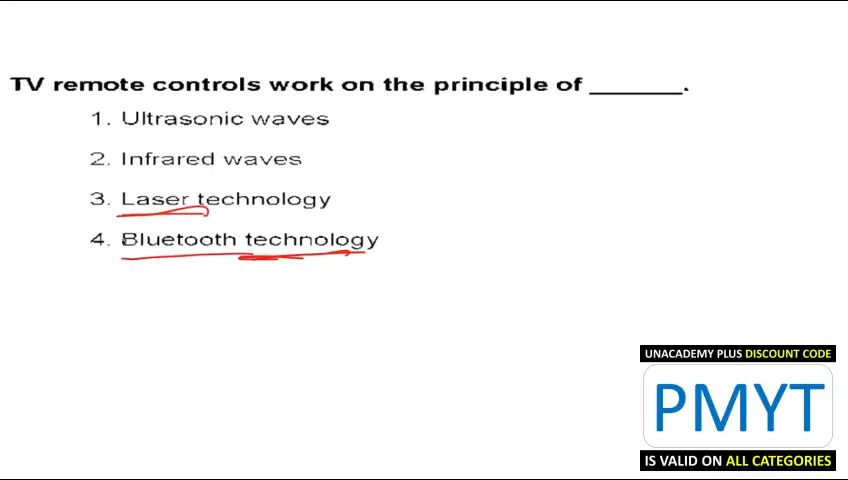 TV remote controls work on the principle of ______.
1. Ultrasonic waves
2. Infrared waves
3. Laser technology
4. Bluetooth technology
UNACADEMY PLUS DISCOUNT CODE
PMYT
IS VALID ON ALL CATEGORIES